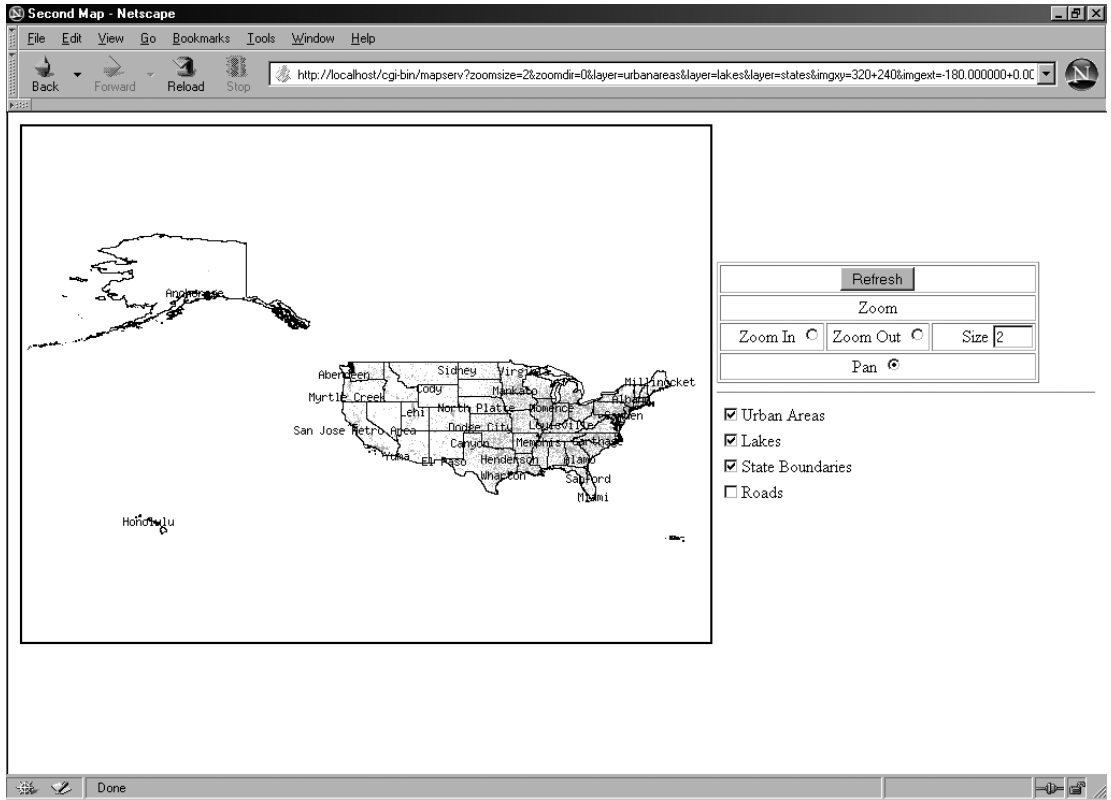 Second Map - Netscape
File Edit View Go Bookmarks Tools Window Help
Back Forward Reload Stop
http://localhost/cgi-bin/mapserv?zoomsize=2&zoomdir=0&layer=urbanareas&layer=lakes&layer=states&imgxy=320+240&imgext=-180.000000+0.00
Refresh
Zoom
Zoom In Zoom Out Size 2
Pan
Urban Areas
Lakes
State Boundaries
Roads
Anchorage
Aberdeen
Sidney
Virginia
Millinocket
Myrtle Creek
Cody
Mankato
Albany
Lehi
North Platte
Momence
San Jose Metro Area
Dodge City
Louisville
Canyon
Memphis
Carthage
Yuma
El Paso
Henderson
Alamo
Wharton
Sanford
Miami
Honolulu
Done